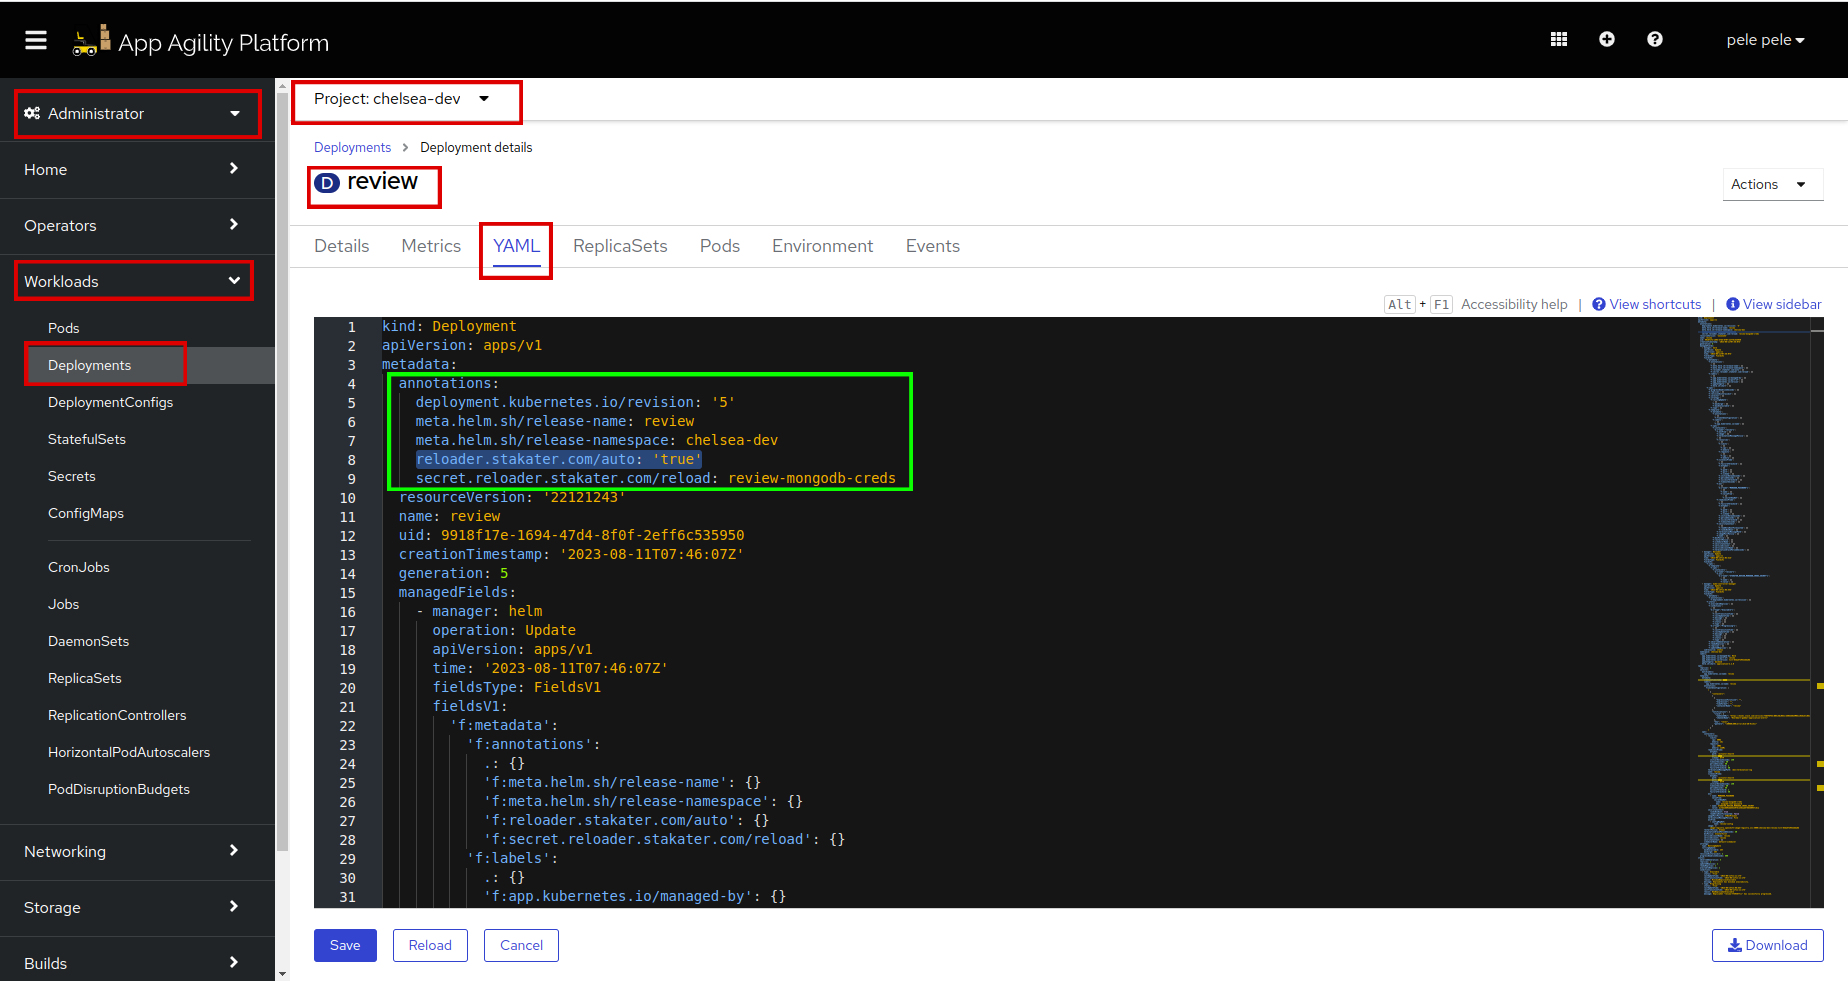 App Agility Platform
pele pele
Administrator
Home
Operators
Workloads
Pods
Deployments
DeploymentConfigs
StatefulSets
Secrets
ConfigMaps
CronJobs
Jobs
DaemonSets
ReplicaSets
ReplicationControllers
HorizontalPodAutoscalers
PodDisruptionBudgets
Networking
Storage
Builds
Project: chelsea-dev
Deployments > Deployment details
D review
Actions
Details Metrics YAML ReplicaSets Pods Environment Events
Alt + F1 Accessibility help | View shortcuts | View sidebar
1 kind: Deployment
2 apiVersion: apps/v1
3 metadata:
4 annotations:
5 deployment.kubernetes.io/revision: '5'
6 meta.helm.sh/release-name: review
7 meta.helm.sh/release-namespace: chelsea-dev
8 reloader.stakater.com/auto: 'true'
9 secret.reloader.stakater.com/reload: review-mongodb-creds
10 resourceVersion: '22121243'
11 name: review
12 uid: 9918f17e-1694-47d4-8f0f-2eff6c535950
13 creationTimestamp: '2023-08-11T07:46:07Z'
14 generation: 5
15 managedFields:
16 - manager: helm
17 operation: Update
18 apiVersion: apps/v1
19 time: '2023-08-11T07:46:07Z'
20 fieldsType: FieldsV1
21 fieldsV1:
22 'f:metadata':
23 'f:annotations':
24 .: {}
25 'f:meta.helm.sh/release-name': {}
26 'f:meta.helm.sh/release-namespace': {}
27 'f:reloader.stakater.com/auto': {}
28 'f:secret.reloader.stakater.com/reload': {}
29 'f:labels':
30 .: {}
31 'f:app.kubernetes.io/managed-by': {}
Save Reload Cancel Download